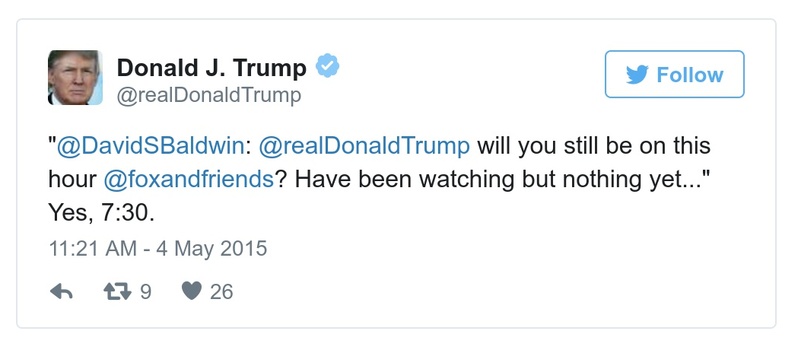 Donald J. Trump
@realDonaldTrump
Follow
"@DavidSBaldwin: @realDonaldTrump will you still be on this
hour @foxandfriends? Have been watching but nothing yet..."
Yes, 7:30.
11:21 AM - 4 May 2015
9 26